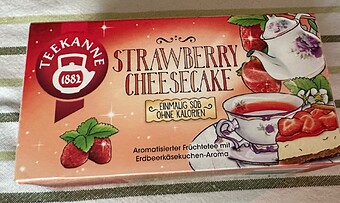 TEEKANNE
1882
STRAWBERRY
CHEESECAKE
EINMALIG SÜß
OHNE KALORIEN
Aromatisierter Früchtetee mit
Erdbeerkäsekuchen-Aroma